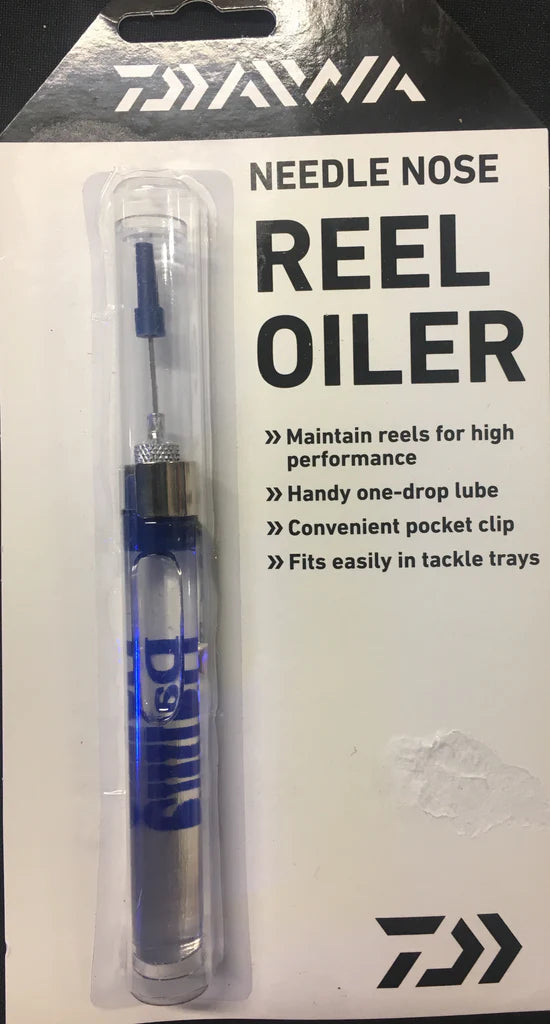 DAIWA
NEEDLE NOSE
REEL
OILER
» Maintain reels for high
performance
» Handy one-drop lube
» Convenient pocket clip
» Fits easily in tackle trays